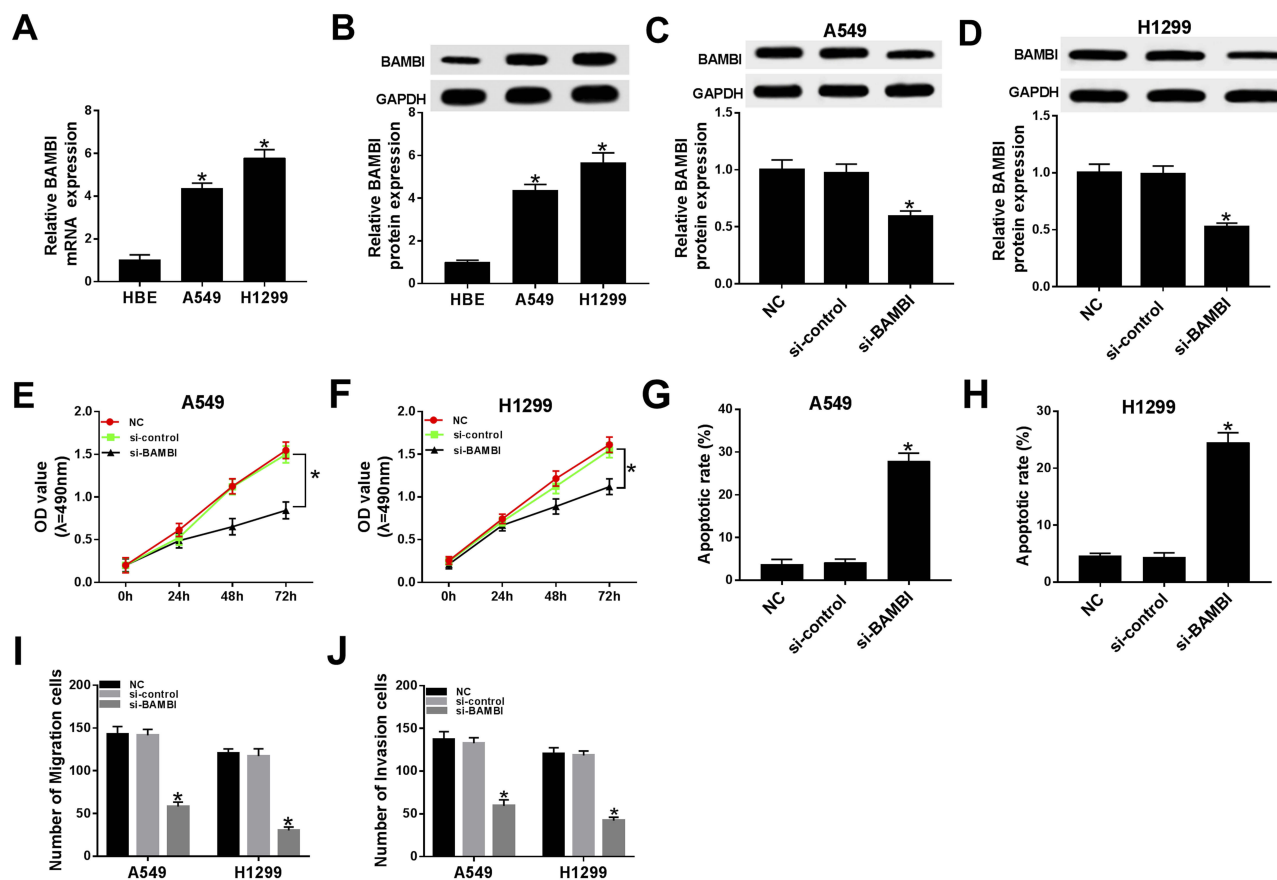 A
Relative BAMBI
mRNA expression
8
6
4
2
0
*
*
HBE
A549
H1299
B
BAMBI
GAPDH
Relative BAMBI
protein expression
8
6
4
2
0
*
*
HBE
A549
H1299
C
A549
BAMBI
GAPDH
Relative BAMBI
protein expression
1.5
1.0
0.5
0.0
*
NC
si-control
si-BAMBI
D
H1299
BAMBI
GAPDH
Relative BAMBI
protein expression
1.5
1.0
0.5
0.0
*
NC
si-control
si-BAMBI
E
A549
OD value
(λ=490nm)
2.0
1.5
1.0
0.5
0.0
NC
si-control
si-BAMBI
*
0h
24h
48h
72h
F
H1299
OD value
(λ=490nm)
2.0
1.5
1.0
0.5
0.0
NC
si-control
si-BAMBI
*
0h
24h
48h
72h
G
A549
Apoptotic rate (%)
40
30
20
10
0
*
NC
si-control
si-BAMBI
H
H1299
Apoptotic rate (%)
30
20
10
0
*
NC
si-control
si-BAMBI
I
Number of Migration cells
200
150
100
50
0
NC
si-control
si-BAMBI
*
*
A549
H1299
J
Number of Invasion cells
200
150
100
50
0
NC
si-control
si-BAMBI
*
*
A549
H1299